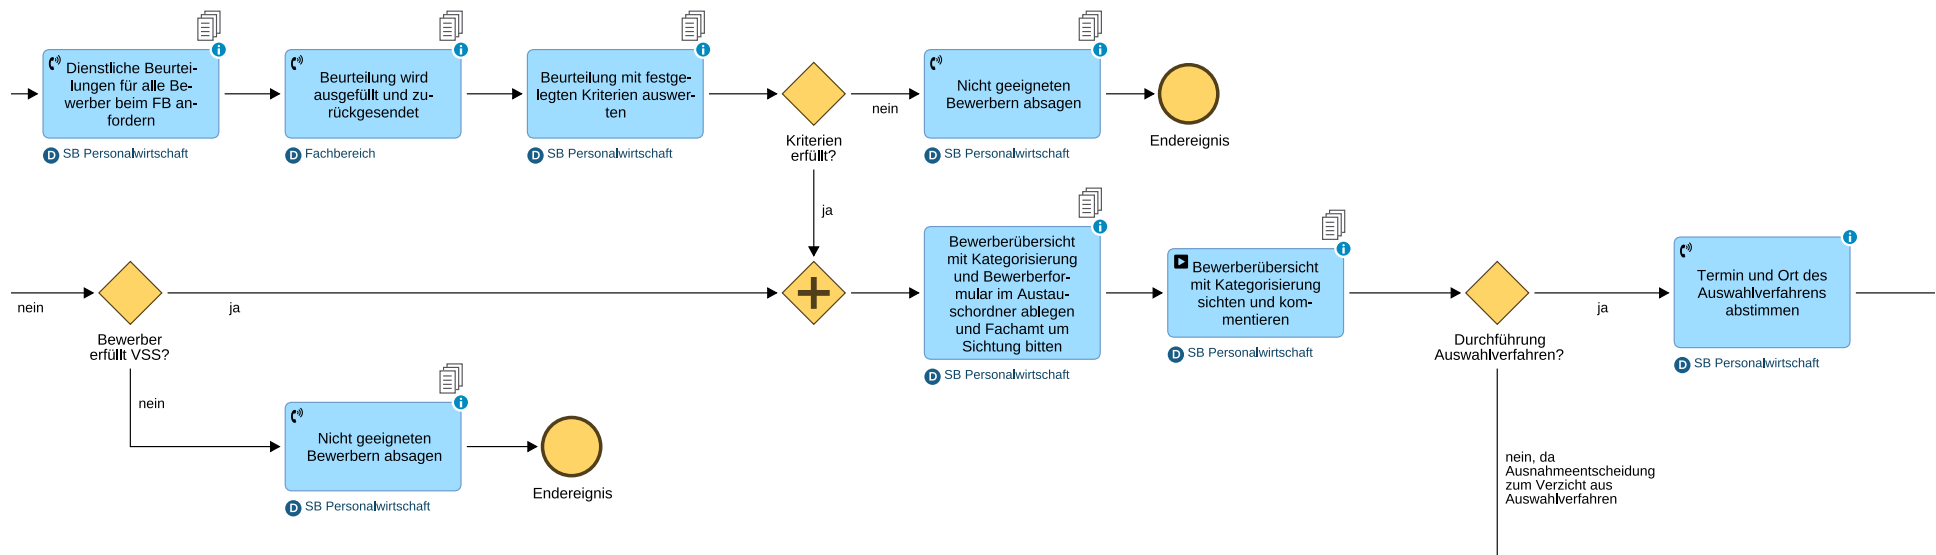 Dienstliche Beurtei-
lungen für alle Be-
werber beim FB an-
fordern
D SB Personalwirtschaft
Beurteilung wird
ausgefüllt und zu-
rückgesendet
D Fachbereich
Beurteilung mit festge-
legten Kriterien auswer-
ten
D SB Personalwirtschaft
Kriterien
erfüllt?
nein
ja
Nicht geeigneten
Bewerbern absagen
D SB Personalwirtschaft
Endereignis
nein
Bewerber
erfüllt VSS?
ja
nein
Nicht geeigneten
Bewerbern absagen
D SB Personalwirtschaft
Endereignis
Bewerberübersicht
mit Kategorisierung
und Bewerberfor-
mular im Austau-
schordner ablegen
und Fachamt um
Sichtung bitten
D SB Personalwirtschaft
Bewerberübersicht
mit Kategorisierung
sichten und kom-
mentieren
D SB Personalwirtschaft
Durchführung
Auswahlverfahren?
ja
nein, da
Ausnahmeentscheidung
zum Verzicht aus
Auswahlverfahren
Termin und Ort des
Auswahlverfahrens
abstimmen
D SB Personalwirtschaft